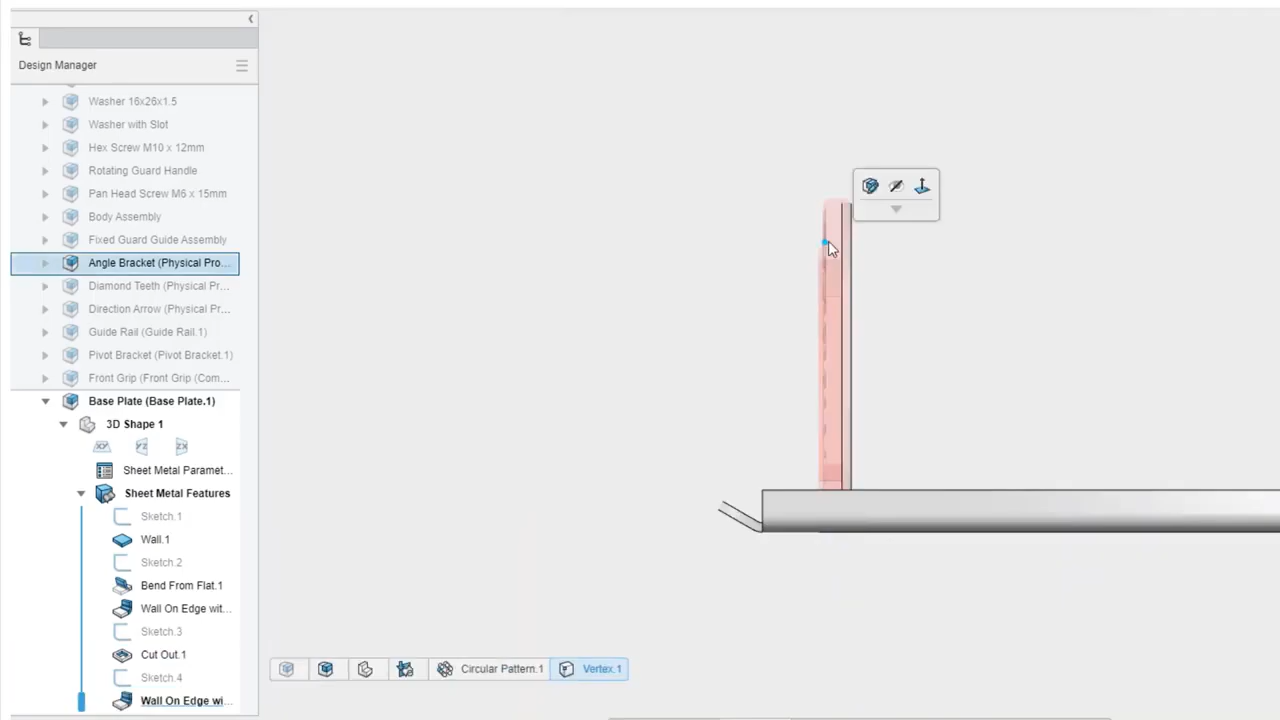 Design Manager
Washer 16x26x1.5
Washer with Slot
Hex Screw M10 x 12mm
Rotating Guard Handle
Pan Head Screw M6 x 15mm
Body Assembly
Fixed Guard Guide Assembly
Angle Bracket (Physical Pro...
Diamond Teeth (Physical Pr...
Direction Arrow (Physical Pr...
Guide Rail (Guide Rail.1)
Pivot Bracket (Pivot Bracket.1)
Front Grip (Front Grip (Com...
Base Plate (Base Plate.1)
3D Shape 1
XY YZ ZX
Sheet Metal Paramet...
Sheet Metal Features
Sketch.1
Wall.1
Sketch.2
Bend From Flat.1
Wall On Edge wit...
Sketch.3
Cut Out.1
Sketch.4
Wall On Edge wi...
Circular Pattern.1 Vertex.1